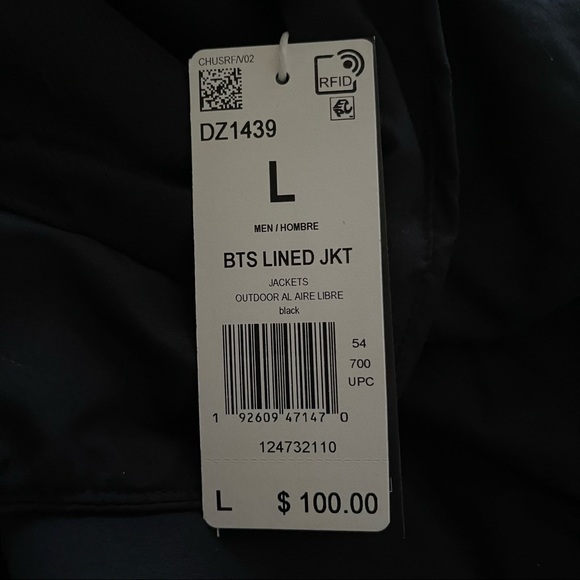 CHUSRF/V02
RFID
DZ1439
L
MEN / HOMBRE
BTS LINED JKT
JACKETS
OUTDOOR AL AIRE LIBRE
black
54
700
UPC
1 92609 47147 0
124732110
L $ 100.00